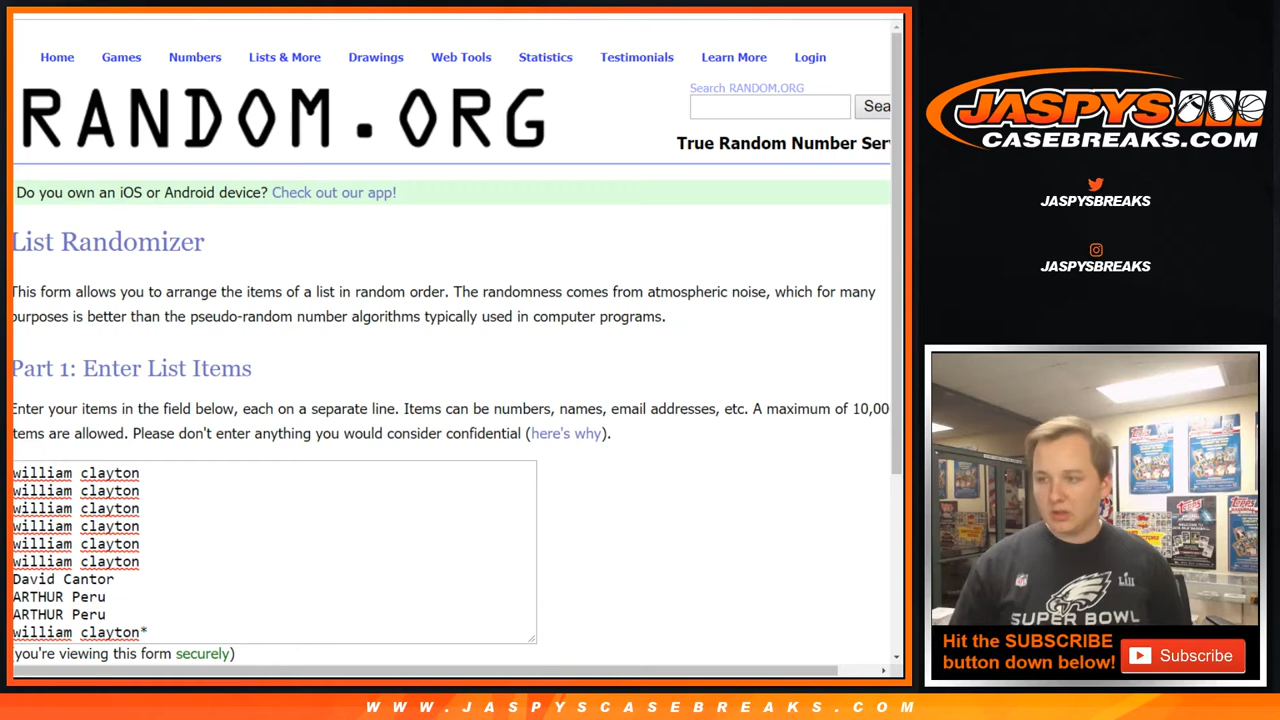 Home Games Numbers Lists & More Drawings Web Tools Statistics Testimonials Learn More Login
Search RANDOM.ORG
RANDOM.ORG
Sea
True Random Number Ser
Do you own an iOS or Android device? Check out our app!
List Randomizer
This form allows you to arrange the items of a list in random order. The randomness comes from atmospheric noise, which for many
purposes is better than the pseudo-random number algorithms typically used in computer programs.
Part 1: Enter List Items
Enter your items in the field below, each on a separate line. Items can be numbers, names, email addresses, etc. A maximum of 10,00
items are allowed. Please don't enter anything you would consider confidential (here's why).
william clayton
william clayton
william clayton
william clayton
william clayton
william clayton
David Cantor
ARTHUR Peru
ARTHUR Peru
william clayton*
(you're viewing this form securely)
JASPYS
CASEBREAKS.COM
JASPYSBREAKS
JASPYSBREAKS
Topps
Topps
NFL
LII
SUPER BOWL
Hit the SUBSCRIBE
button down below!
Subscribe
WWW.JASPYSCASEBREAKS.COM